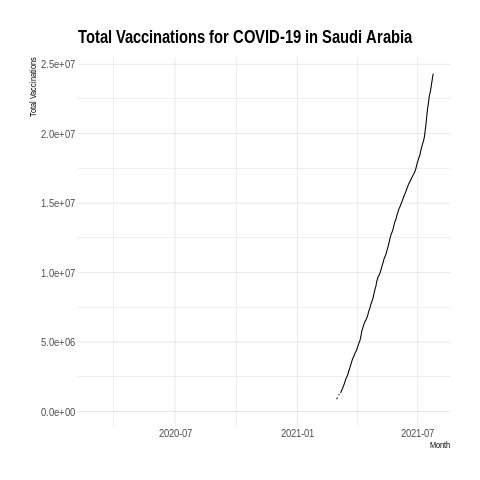 Total Vaccinations for COVID-19 in Saudi Arabia
Total Vaccinations
2.5e+07
2.0e+07
1.5e+07
1.0e+07
5.0e+06
0.0e+00
2020-07 2021-01 2021-07
Month